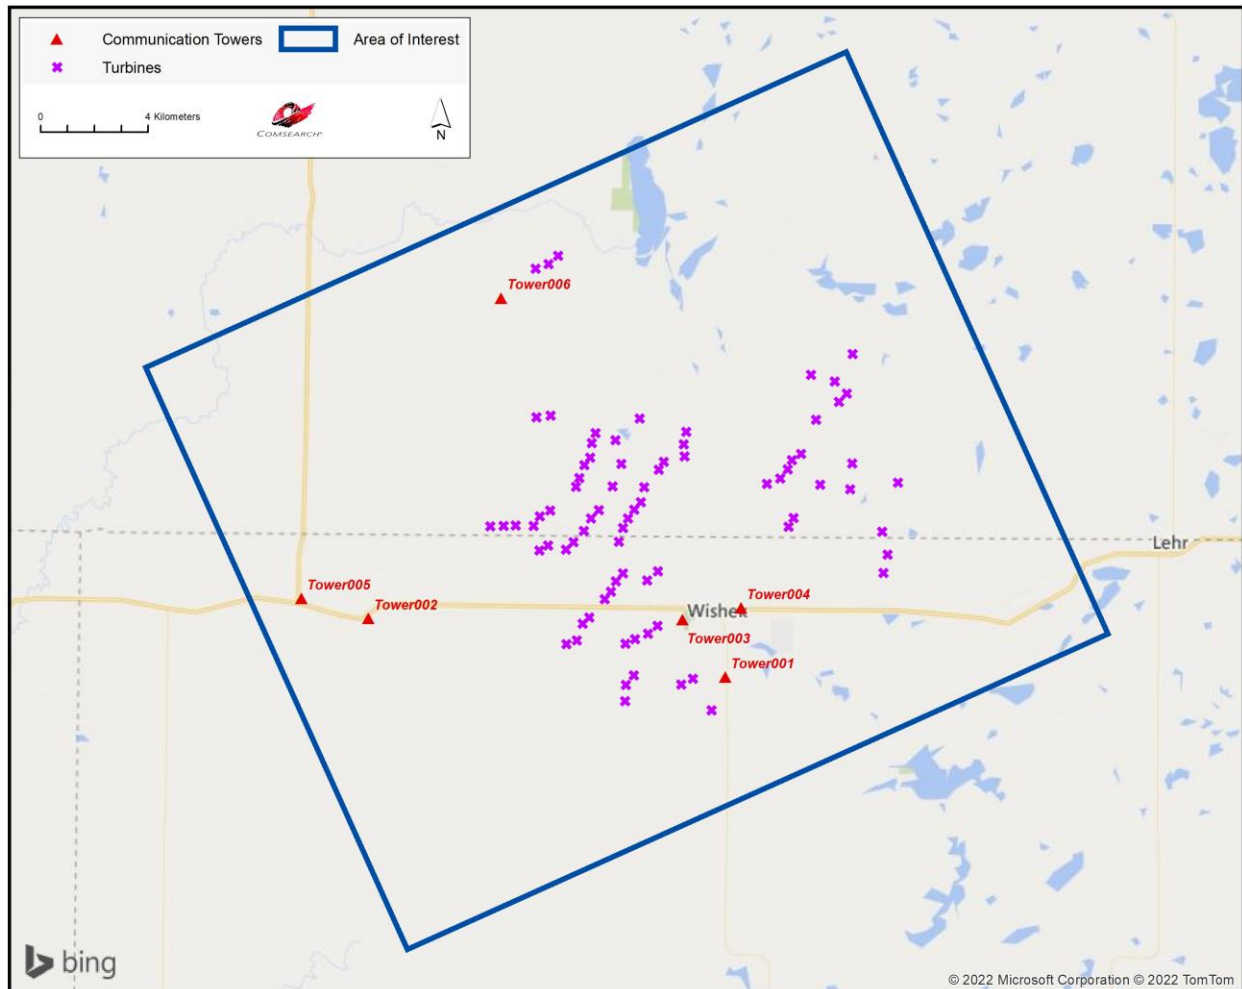 Communication Towers
Area of Interest
Turbines
0
4 Kilometers
COMSEARCH®
N
Tower006
Lehr
Tower005
Tower002
Tower004
Wishek
Tower003
Tower001
bing
© 2022 Microsoft Corporation © 2022 TomTom